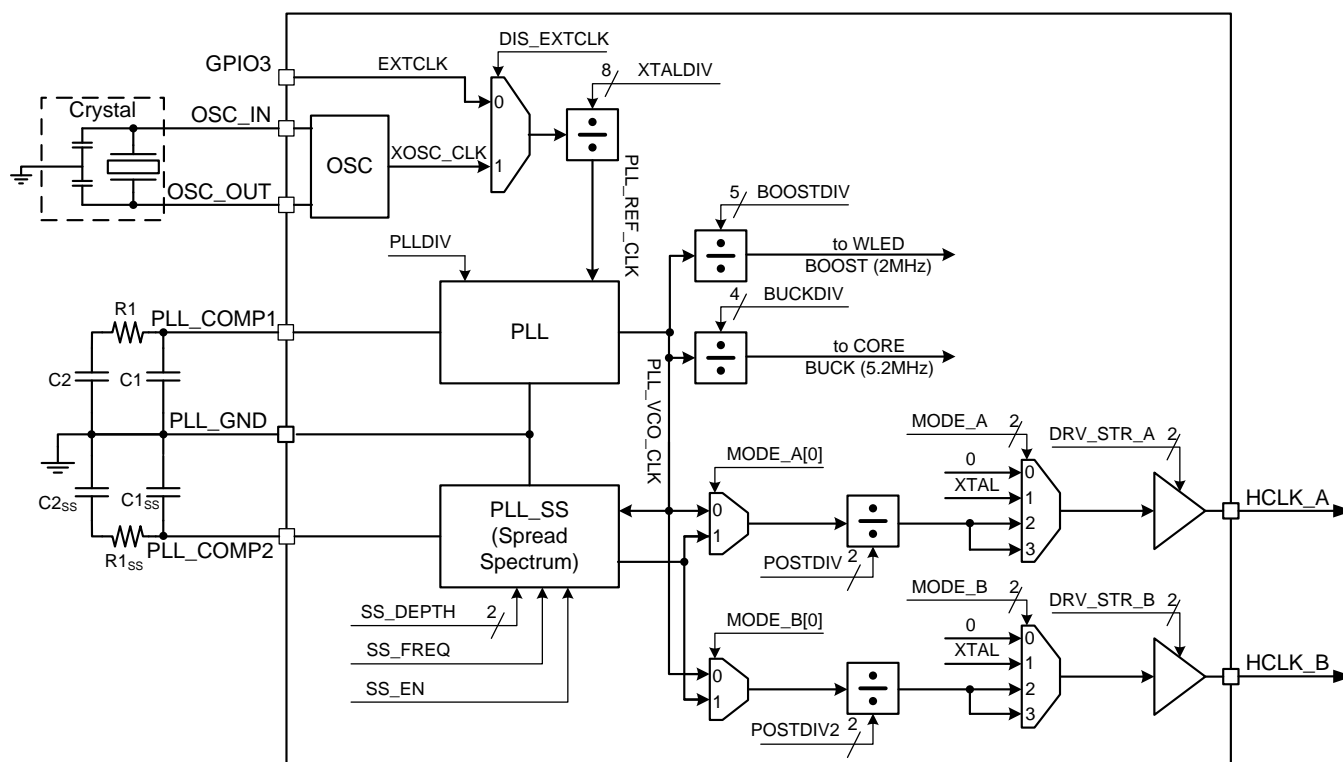 DIS_EXTCLK
GPIO3
EXTCLK
8
XTALDIV
Crystal
OSC_IN
0
OSC
XOSC_CLK
1
OSC_OUT
PLL_REF_CLK
5
BOOSTDIV
PLLDIV
to WLED
BOOST (2MHz)
4
BUCKDIV
R1
PLL_COMP1
PLL
to CORE
BUCK (5.2MHz)
C2
C1
PLL_VCO_CLK
PLL_GND
MODE_A
2
DRV_STR_A
2
MODE_A[0]
0
0
XTAL
1
C2SS
C1SS
PLL_SS
(Spread
Spectrum)
0
1
2
3
HCLK_A
R1SS
PLL_COMP2
POSTDIV
2
SS_DEPTH
2
MODE_B
2
DRV_STR_B
2
MODE_B[0]
0
0
XTAL
1
SS_FREQ
SS_EN
0
1
2
3
HCLK_B
POSTDIV2
2